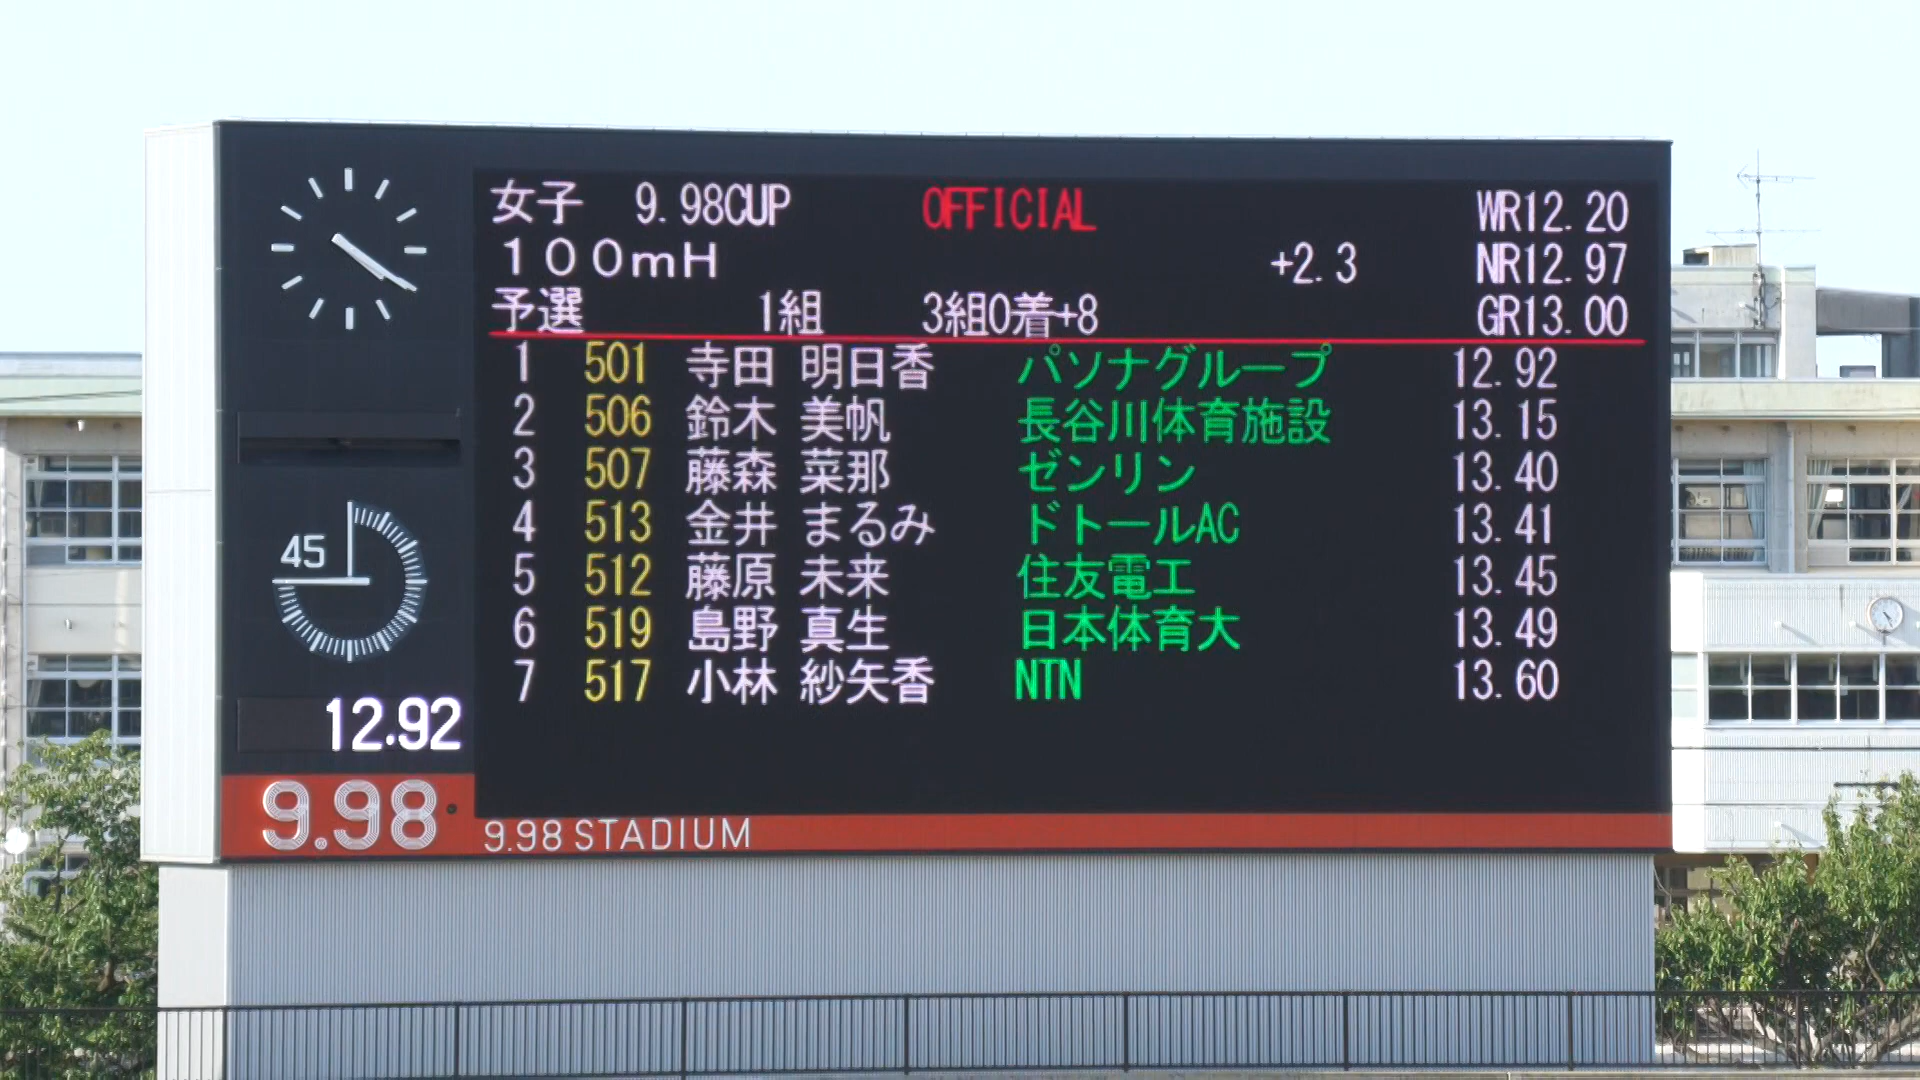 女子 9.98CUP OFFICIAL WR12.20
100mH +2.3 NR12.97
予選 1組 3組0着+8 GR13.00
1 501 寺田 明日香 パソナグループ 12.92
2 506 鈴木 美帆 長谷川体育施設 13.15
3 507 藤森 菜那 ゼンリン 13.40
4 513 金井 まるみ ドトールAC 13.41
5 512 藤原 未来 住友電工 13.45
6 519 島野 真生 日本体育大 13.49
7 517 小林 紗矢香 NTN 13.60
45
12.92
9.98
9.98 STADIUM